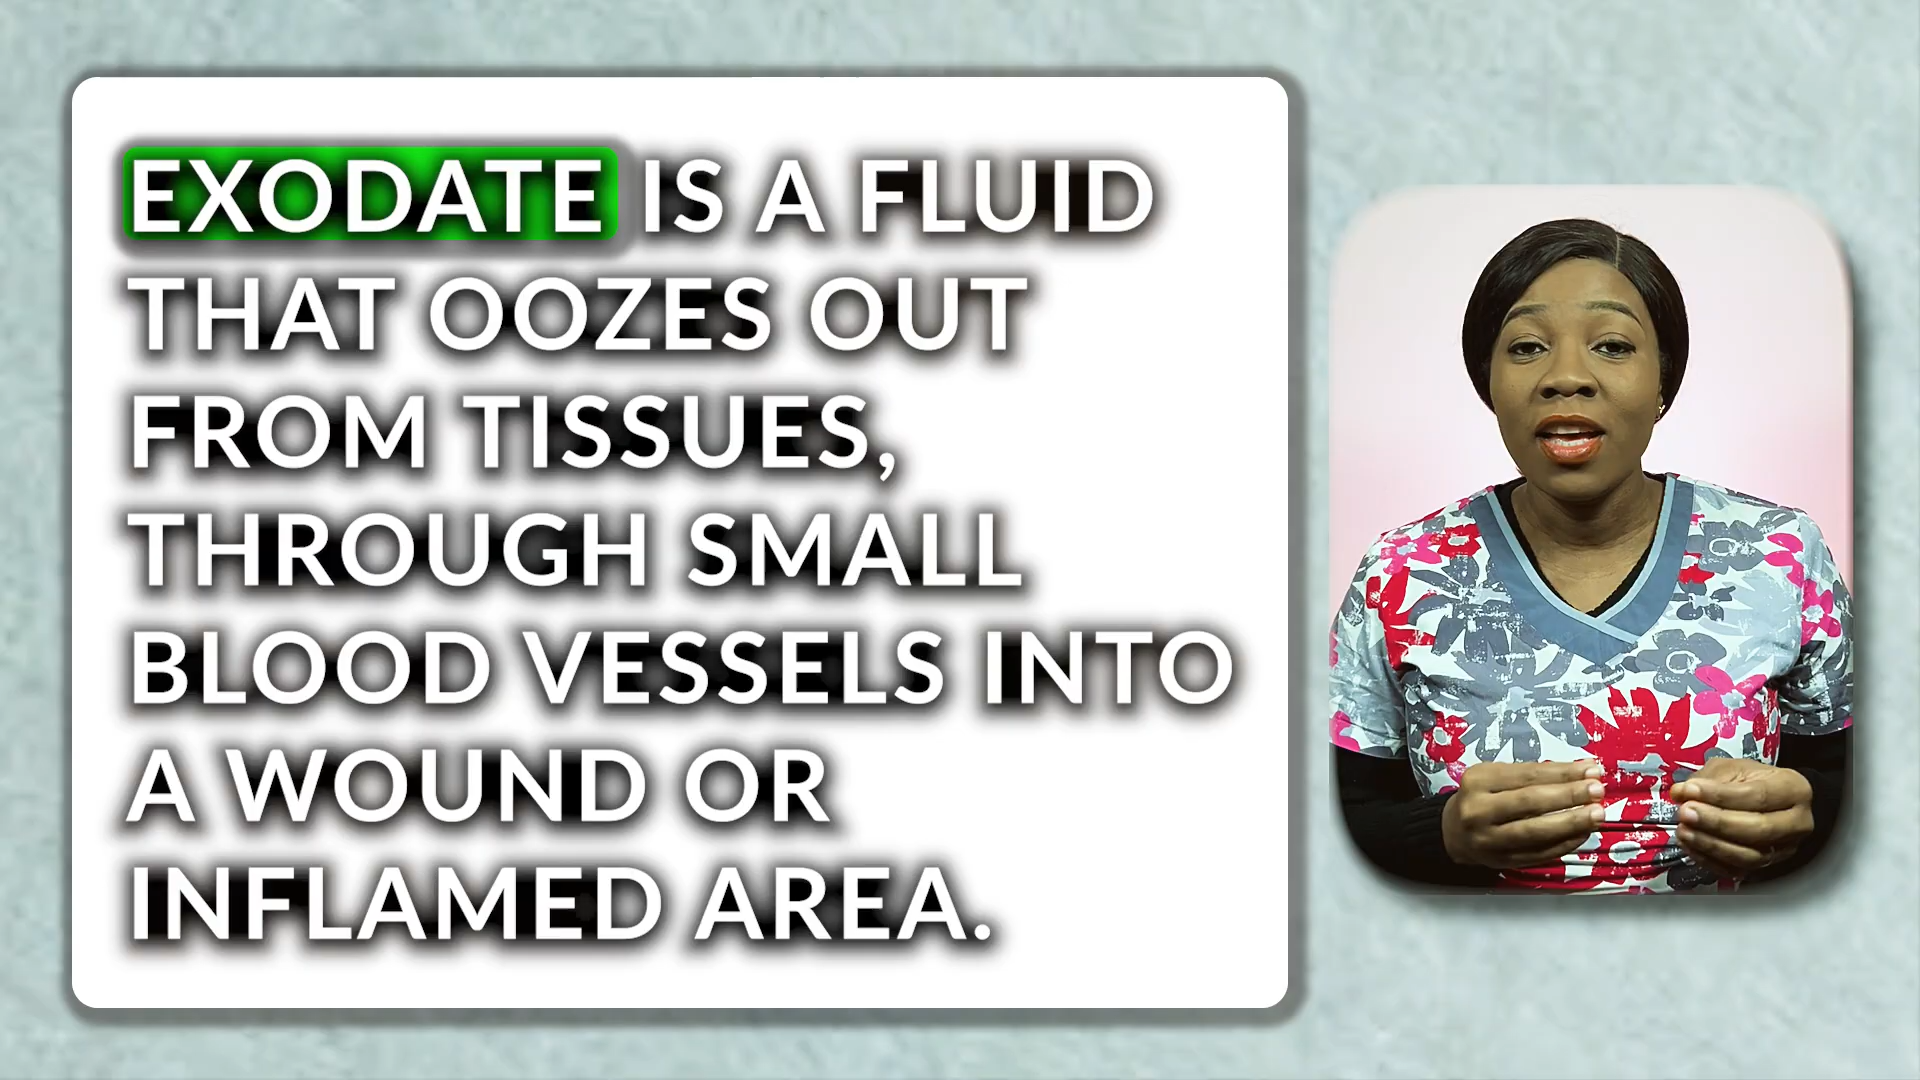 EXODATE IS A FLUID
THAT OOZES OUT
FROM TISSUES,
THROUGH SMALL
BLOOD VESSELS INTO
A WOUND OR
INFLAMED AREA.